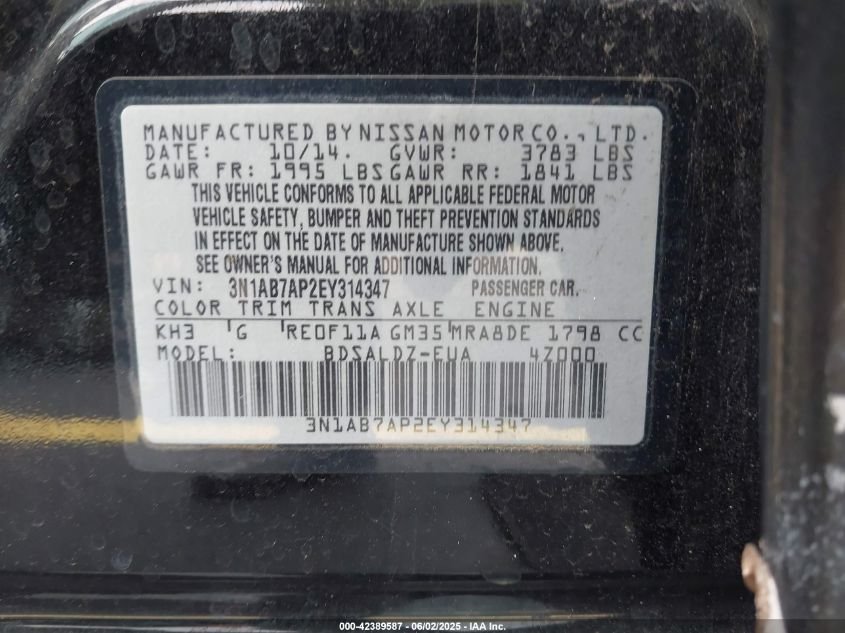 MANUFACTURED BY NISSAN MOTOR CO., LTD.
DATE: 10/14. GVWR: 3783 LBS
GAWR FR: 1995 LBS GAWR RR: 1841 LBS
THIS VEHICLE CONFORMS TO ALL APPLICABLE FEDERAL MOTOR
VEHICLE SAFETY, BUMPER AND THEFT PREVENTION STANDARDS
IN EFFECT ON THE DATE OF MANUFACTURE SHOWN ABOVE.
SEE OWNER'S MANUAL FOR ADDITIONAL INFORMATION.
VIN: 3N1AB7AP2EY314347 PASSENGER CAR.
COLOR TRIM TRANS AXLE ENGINE
KH3 G RE0F11A GM35 MRA8DE 1798 CC
MODEL: BDSALDZ-EUA 4Z000
3N1AB7AP2EY314347
000-42389587 - 06/02/2025 - IAA Inc.